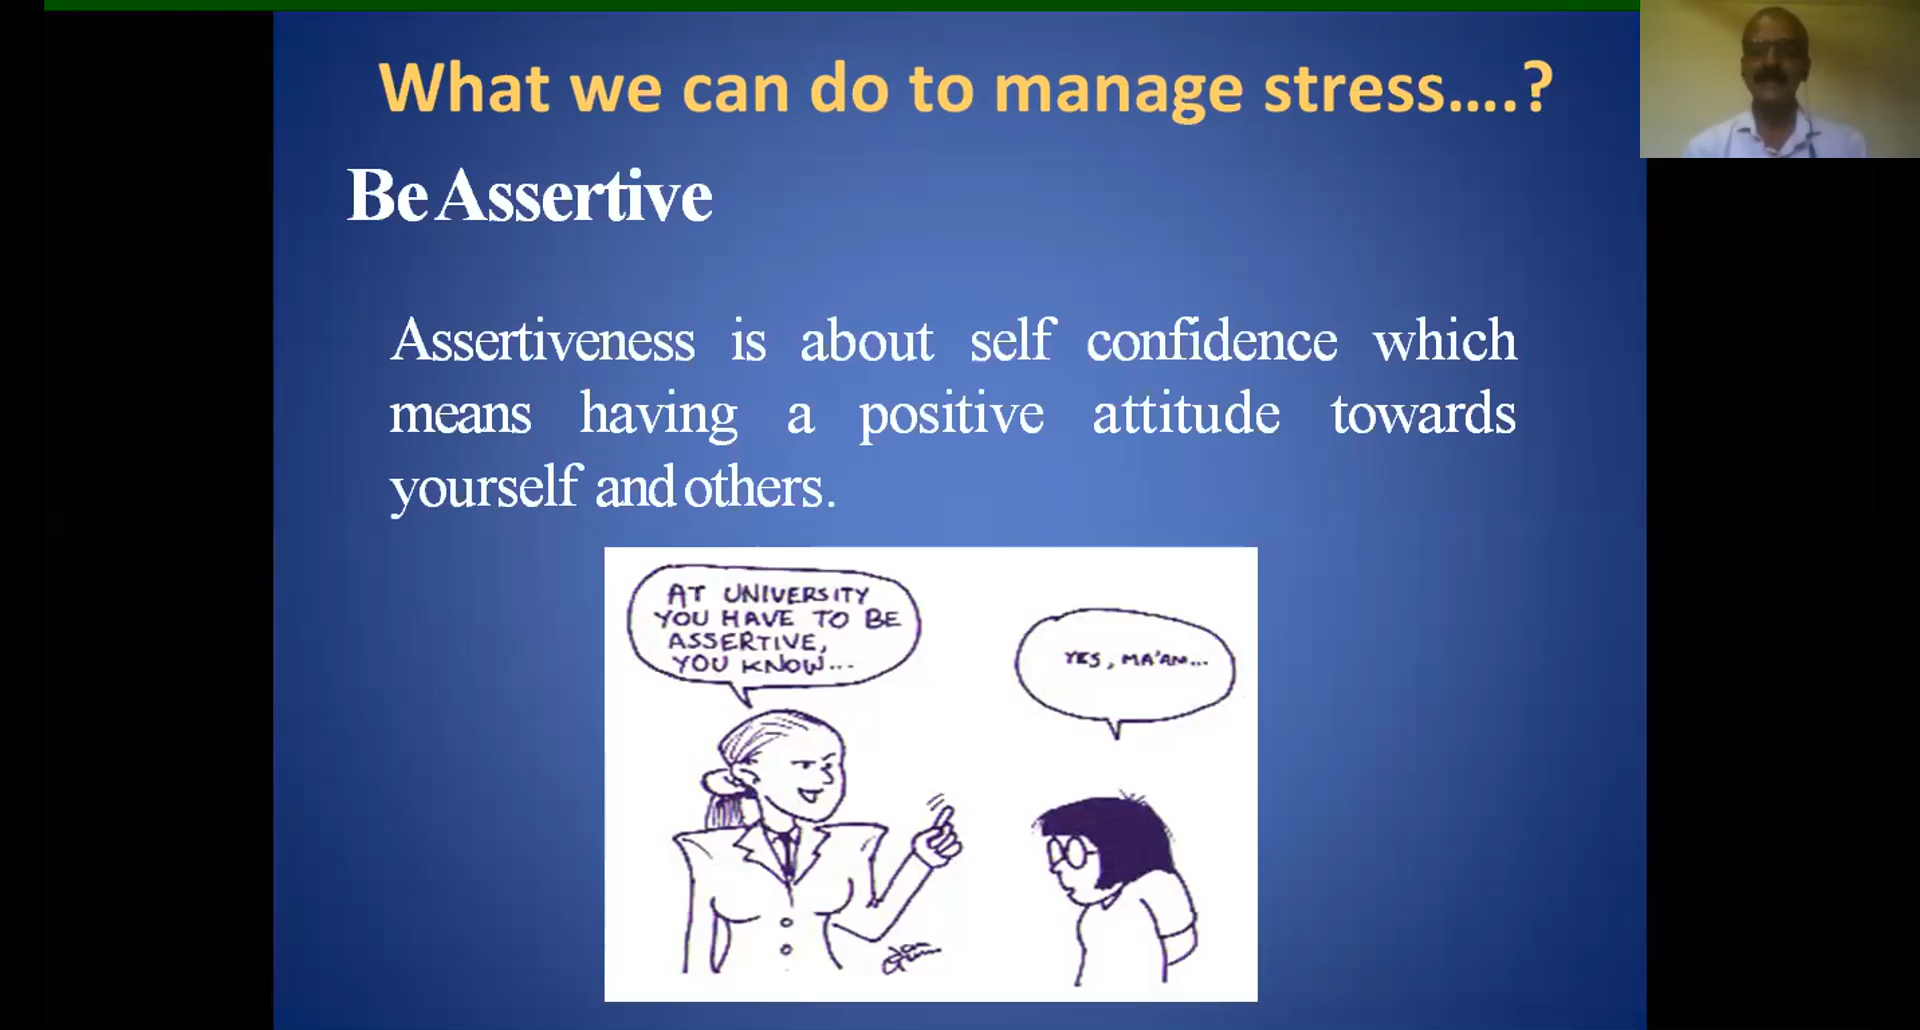 What we can do to manage stress....?
Be Assertive
Assertiveness is about self confidence which
means having a positive attitude towards
yourself and others.
AT UNIVERSITY
YOU HAVE TO BE
ASSERTIVE,
YOU KNOW...
YES, MA'AM...